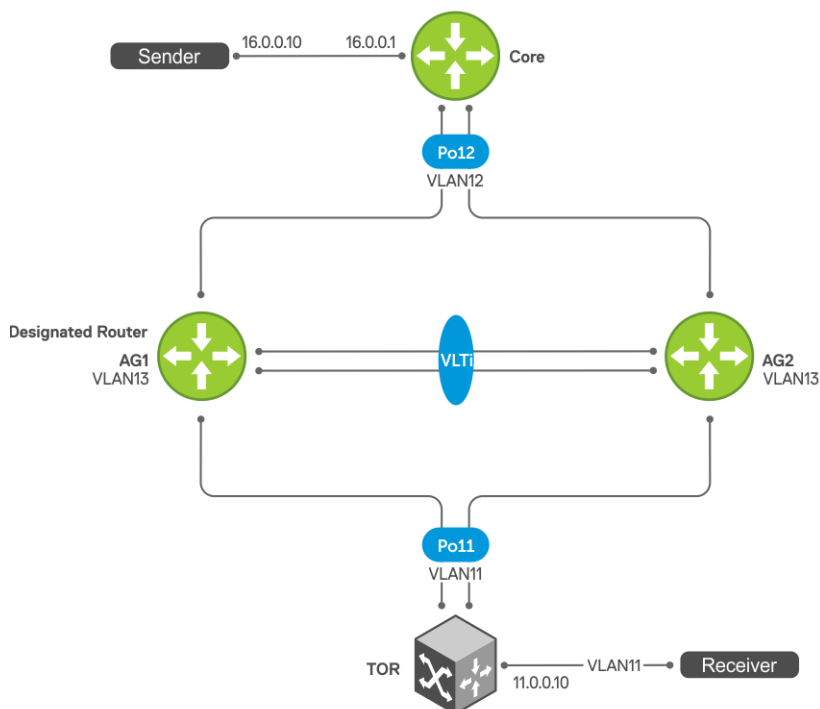 16.0.0.10
16.0.0.1
Sender
Core
Po12
VLAN12
Designated Router
AG1
VLAN13
VLTi
AG2
VLAN13
Po11
VLAN11
TOR
11.0.0.10
VLAN11
Receiver